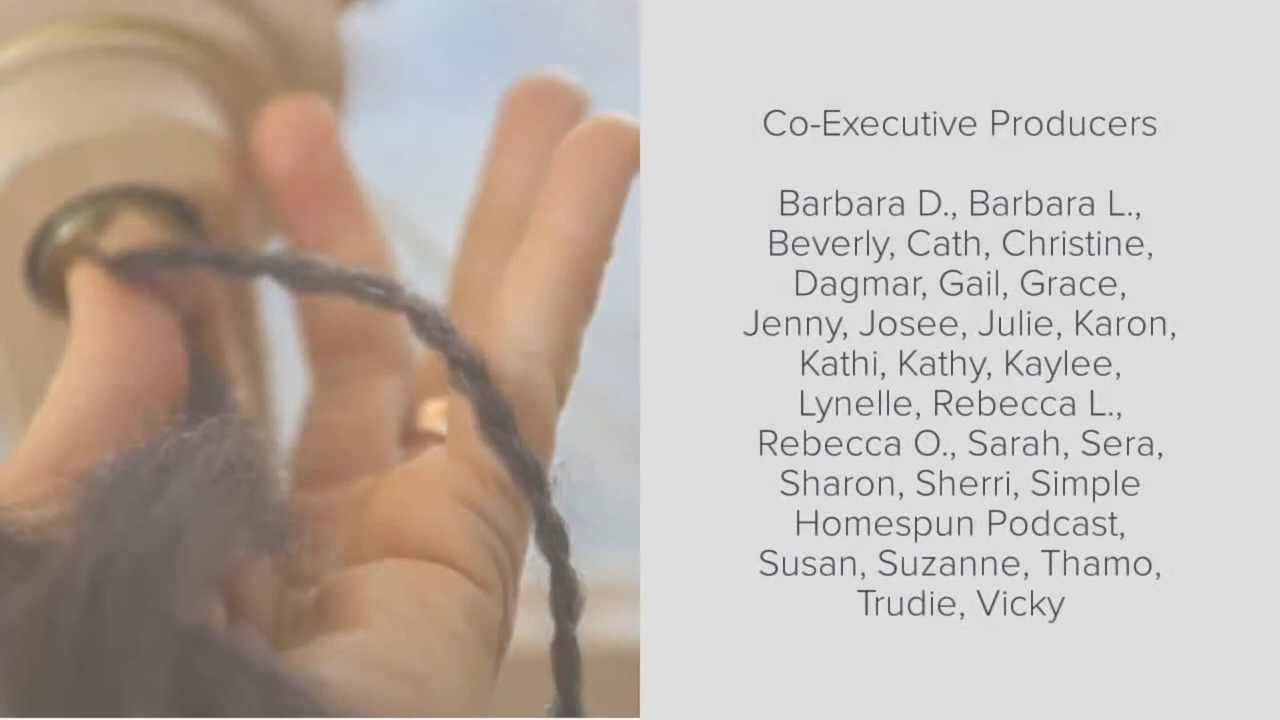 Co-Executive Producers
Barbara D., Barbara L.,
Beverly, Cath, Christine,
Dagmar, Gail, Grace,
Jenny, Josee, Julie, Karon,
Kathi, Kathy, Kaylee,
Lynelle, Rebecca L.,
Rebecca O., Sarah, Sera,
Sharon, Sherri, Simple
Homespun Podcast,
Susan, Suzanne, Thamo,
Trudie, Vicky